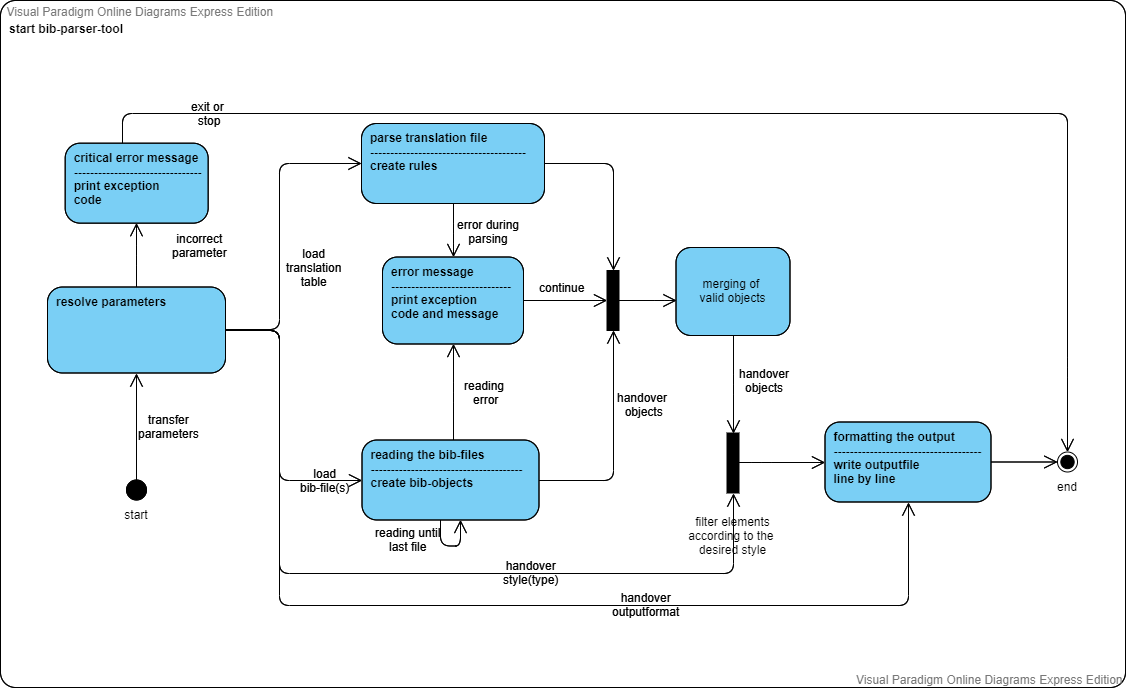 Visual Paradigm Online Diagrams Express Edition
start bib-parser-tool
exit or
stop
critical error message
print exception
code
parse translation file
create rules
incorrect
parameter
error during
parsing
load
translation
table
error message
print exception
code and message
continue
merging of
valid objects
resolve parameters
handover
objects
reading
error
handover
objects
transfer
parameters
reading the bib-files
create bib-objects
load
bib-file(s)
formatting the output
write outputfile
line by line
start
end
reading until
last file
filter elements
according to the
desired style
handover
style(type)
handover
outputformat
Visual Paradigm Online Diagrams Express Edition